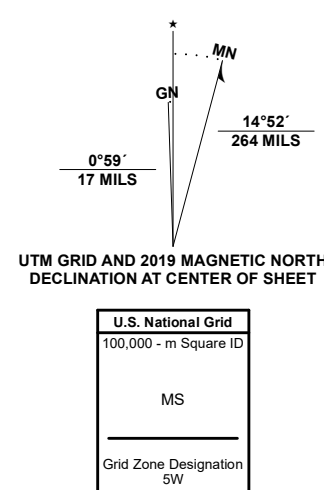 ★
MN
GN
14°52´
264 MILS
0°59´
17 MILS
UTM GRID AND 2019 MAGNETIC NORTH
DECLINATION AT CENTER OF SHEET
U.S. National Grid
100,000 - m Square ID
MS
Grid Zone Designation
5W